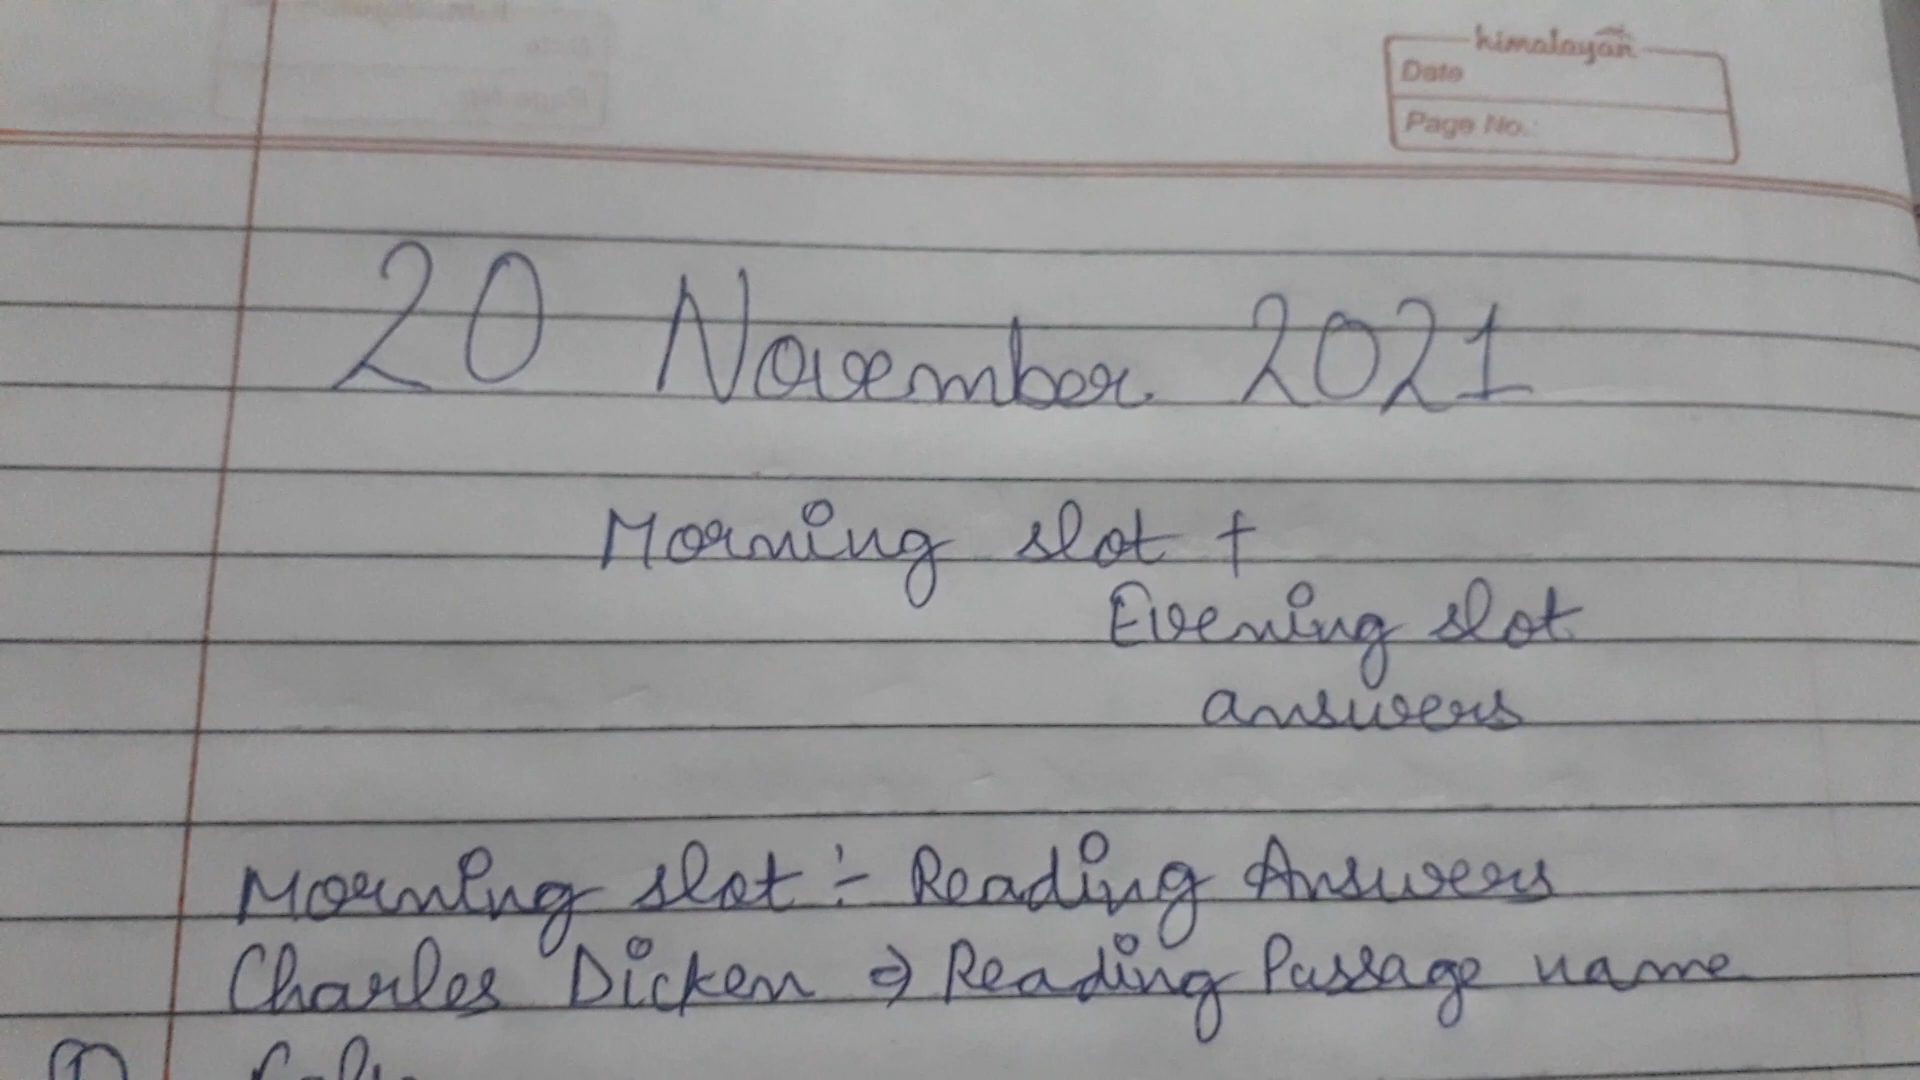 himalayan
Date
Page No.:
20 November 2021
Morning slot +
Evening slot
answers
Morning slot :- Reading Answers
Charles Dicken ⇒ Reading Passage name